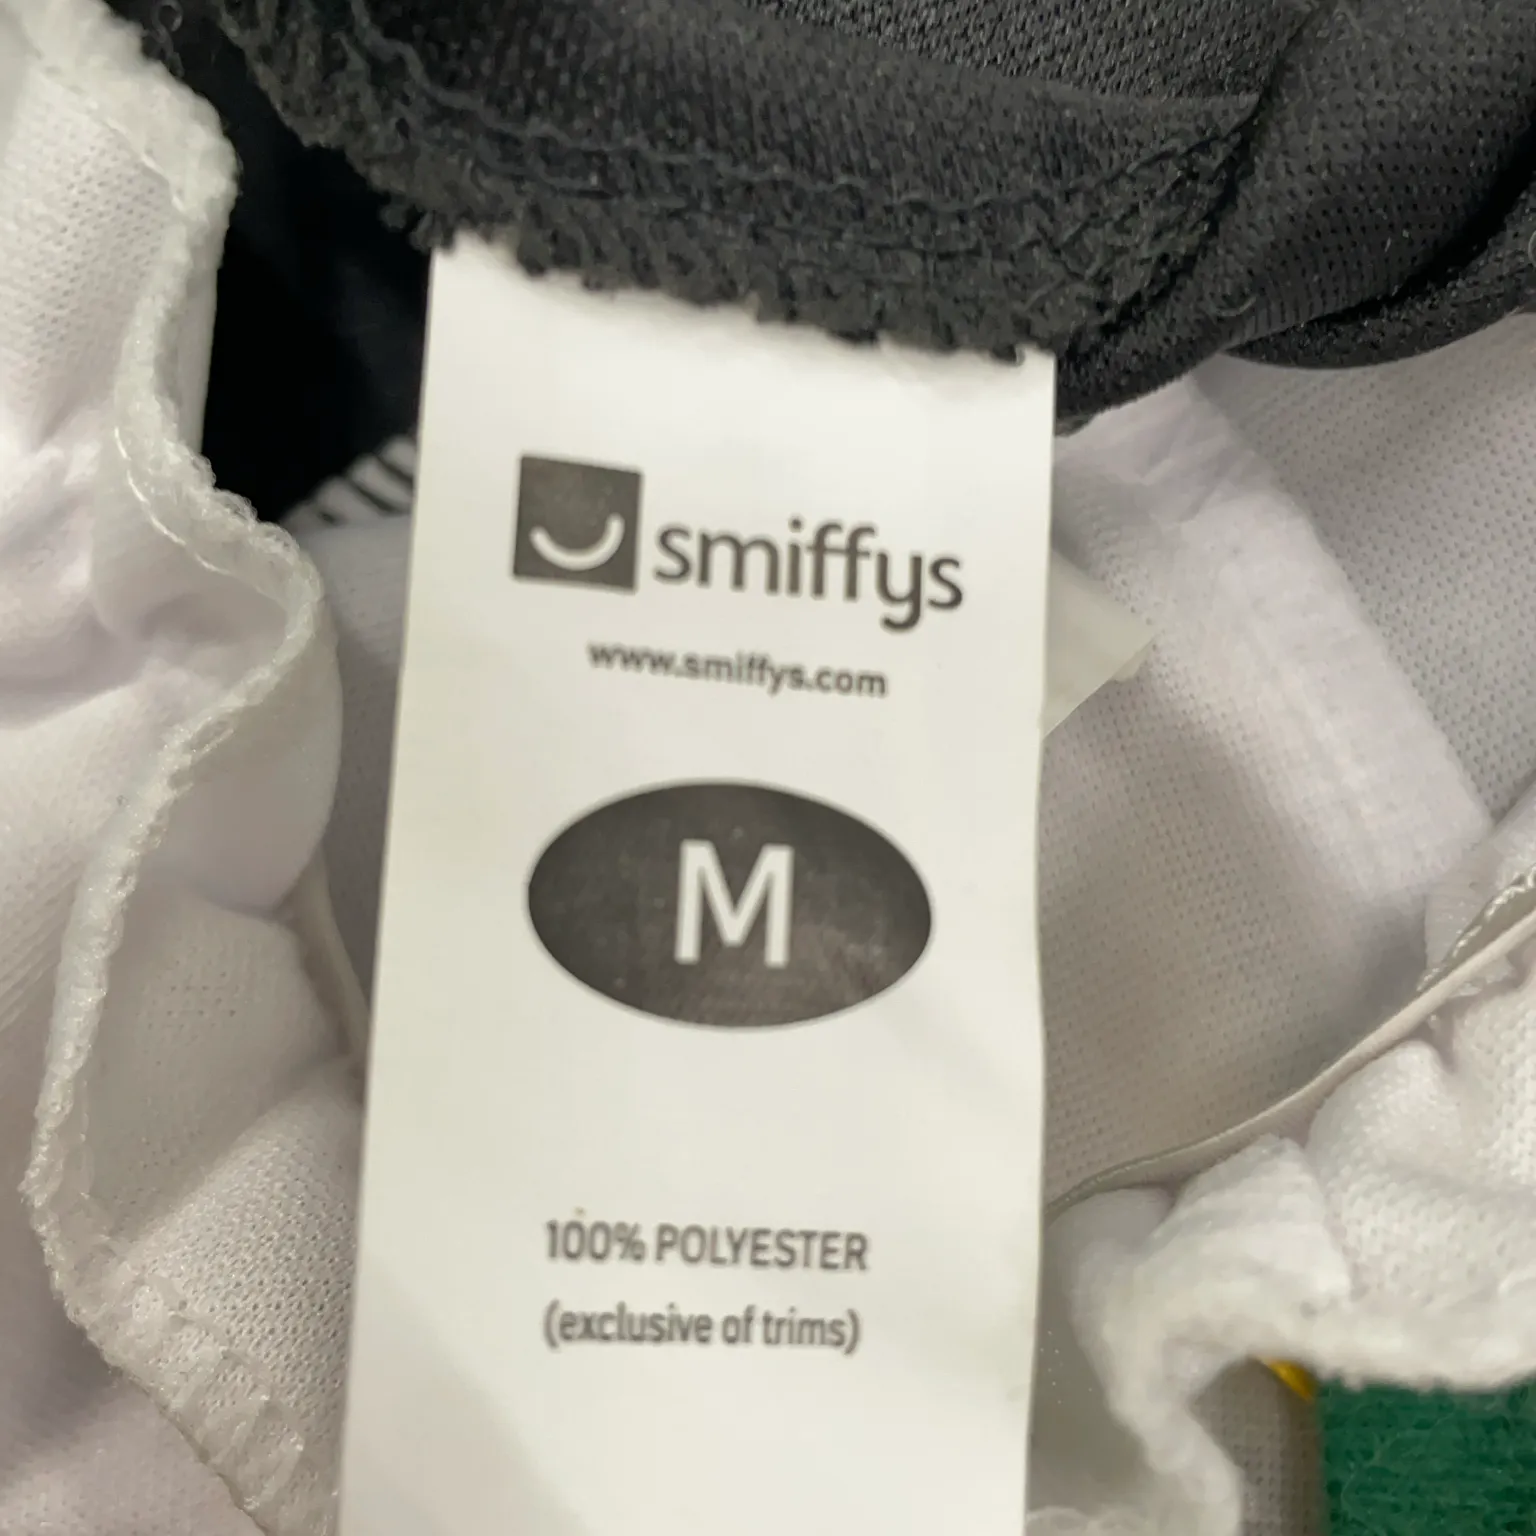 smiffys
www.smiffys.com
M
100% POLYESTER
(exclusive of trims)